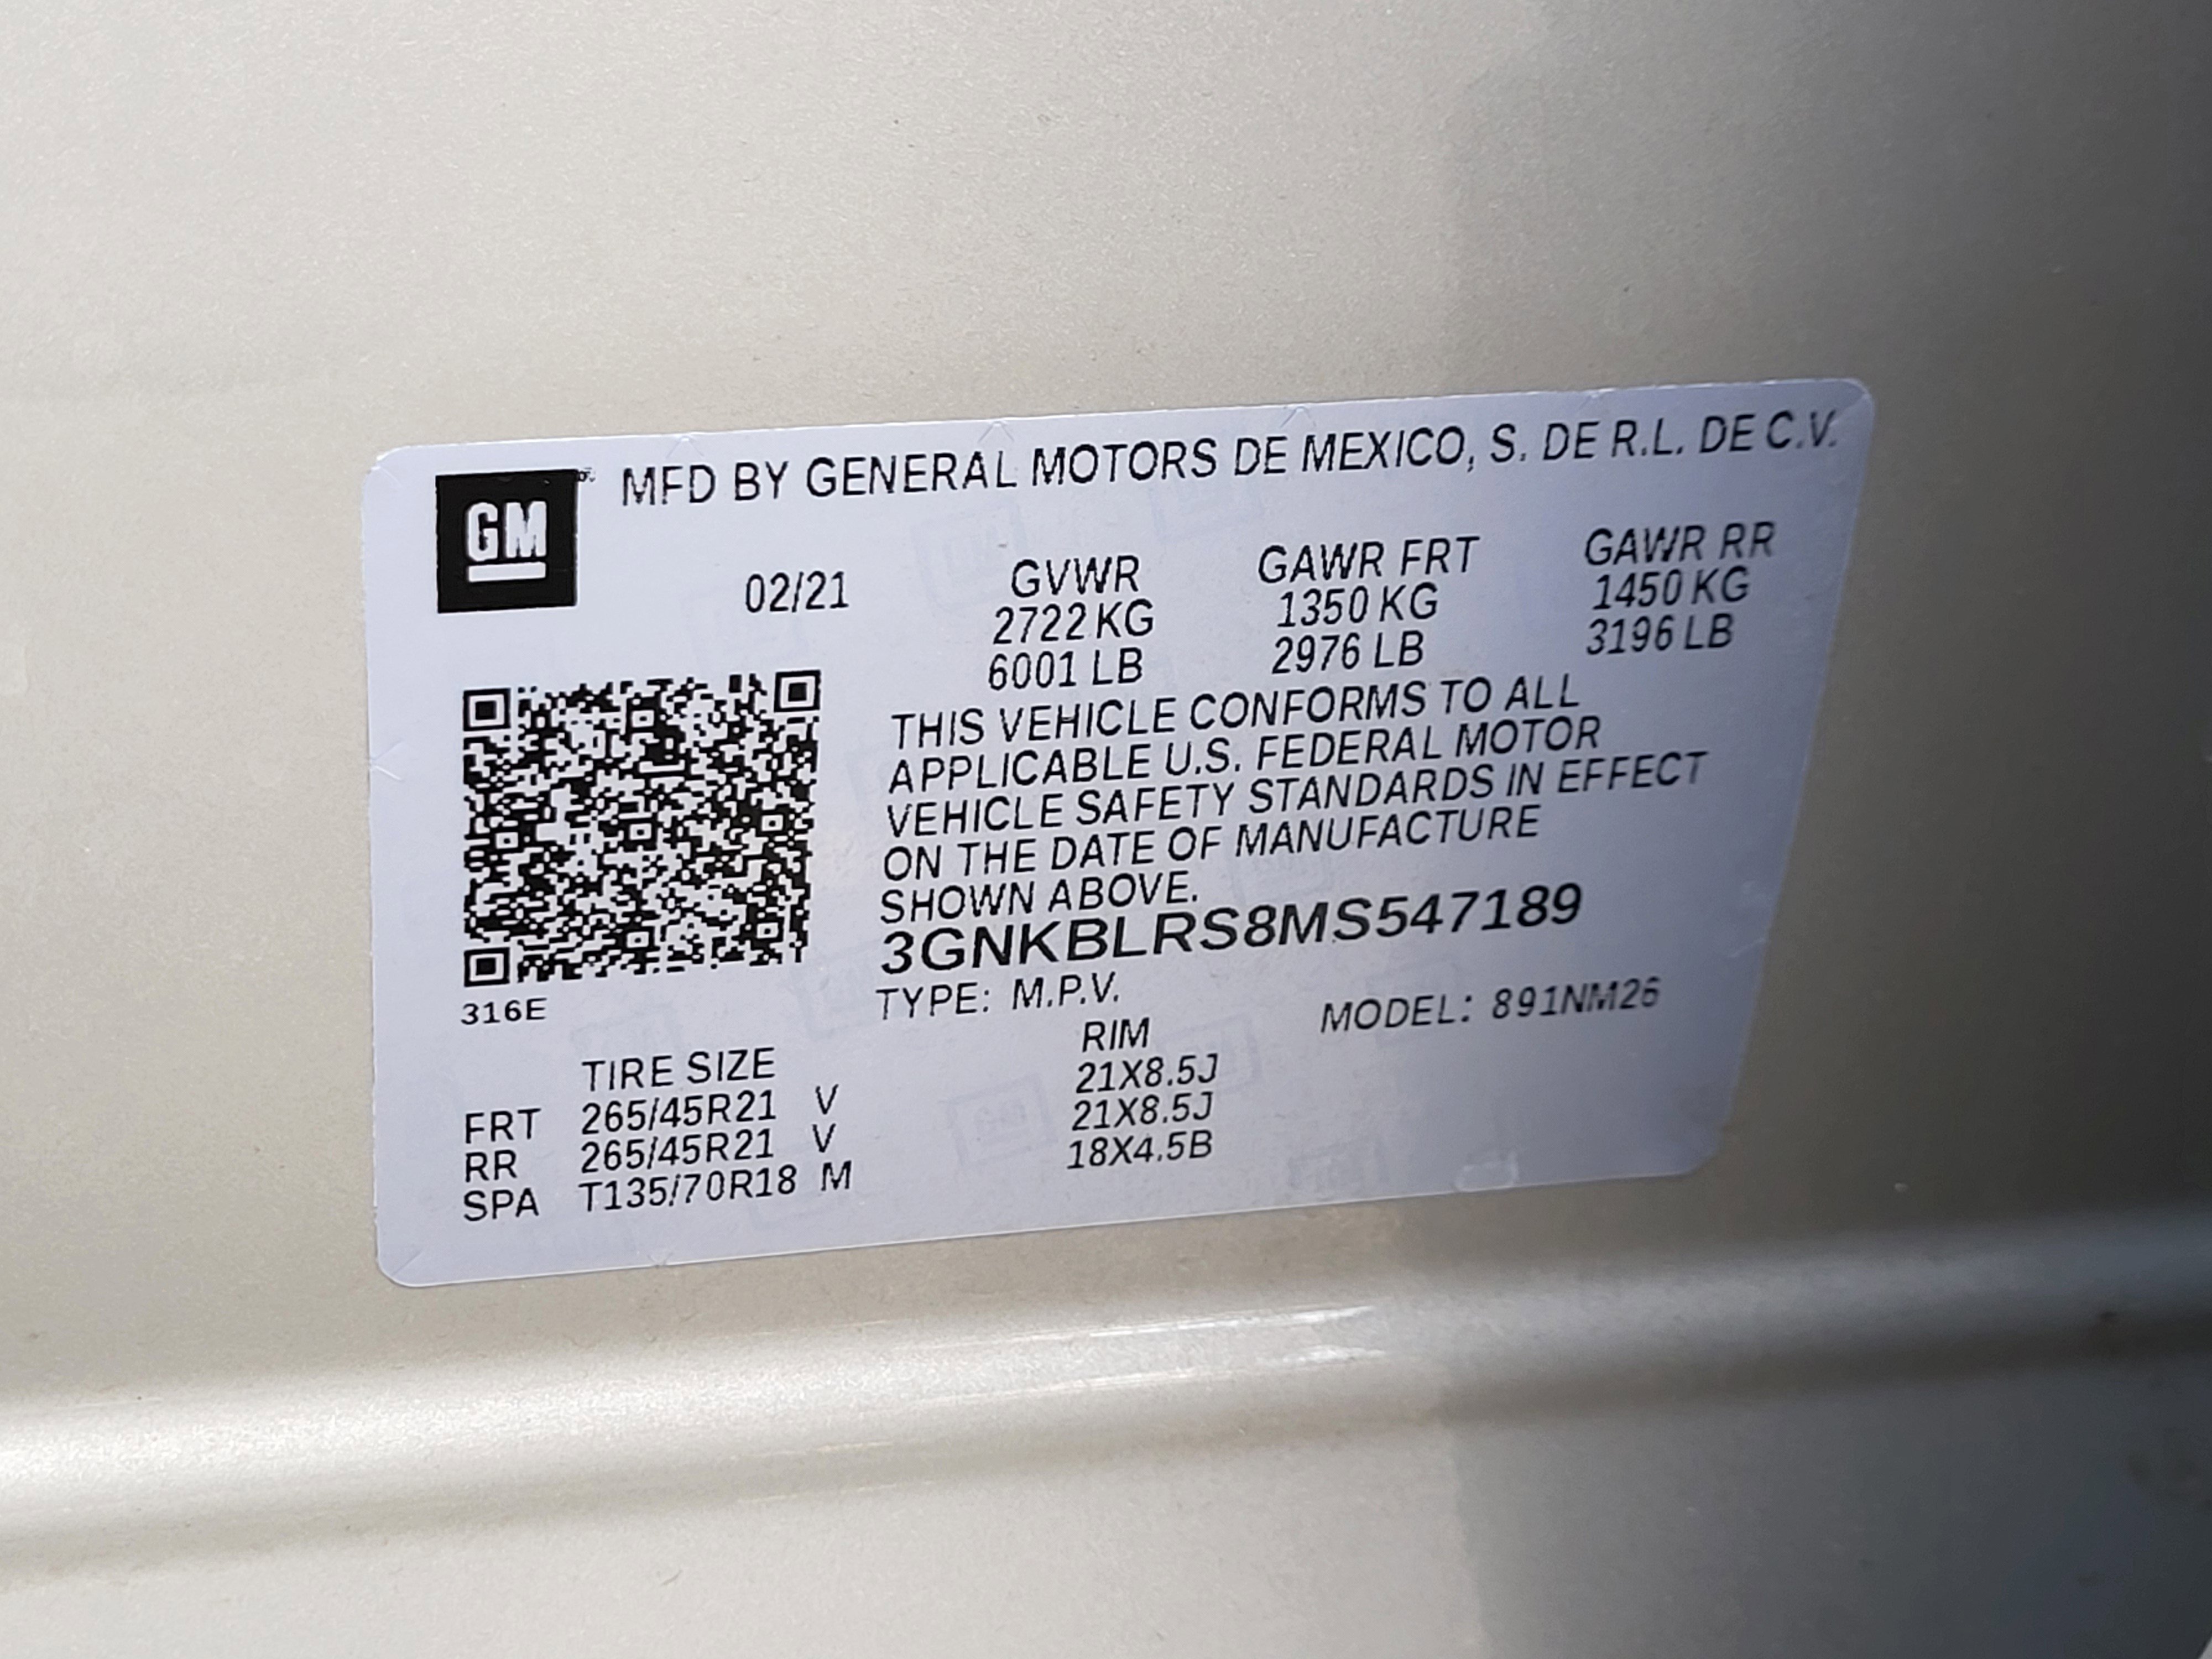 GM
MFD BY GENERAL MOTORS DE MEXICO, S. DE R.L. DE C.V.
02/21
GVWR GAWR FRT GAWR RR
2722 KG 1350 KG 1450 KG
6001 LB 2976 LB 3196 LB
THIS VEHICLE CONFORMS TO ALL
APPLICABLE U.S. FEDERAL MOTOR
VEHICLE SAFETY STANDARDS IN EFFECT
ON THE DATE OF MANUFACTURE
SHOWN ABOVE.
3GNKBLRS8MS547189
316E
TYPE: M.P.V. MODEL: 891NM26
TIRE SIZE RIM
FRT 265/45R21 V 21X8.5J
RR 265/45R21 V 21X8.5J
SPA T135/70R18 M 18X4.5B